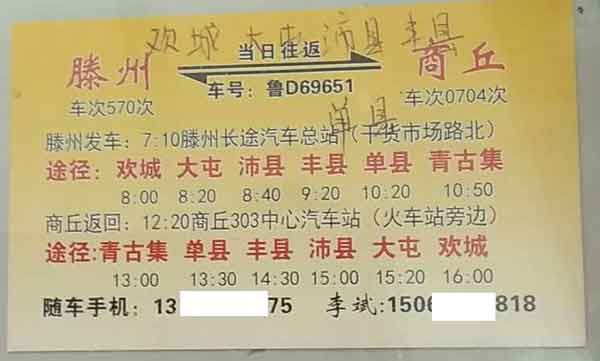 欢城 大屯 沛县 丰县
当日往返
滕州 商丘
车号：鲁D69651
车次570次 车次0704次
单县
滕州发车：7:10滕州长途汽车总站（干货市场路北）
途径：欢城 大屯 沛县 丰县 单县 青古集
8:00 8:20 8:40 9:20 10:20 10:50
商丘返回：12:20商丘303中心汽车站（火车站旁边）
途径:青古集 单县 丰县 沛县 大屯 欢城
13:00 13:30 14:30 15:00 15:20 16:00
随车手机：13 75 李斌:1506 818